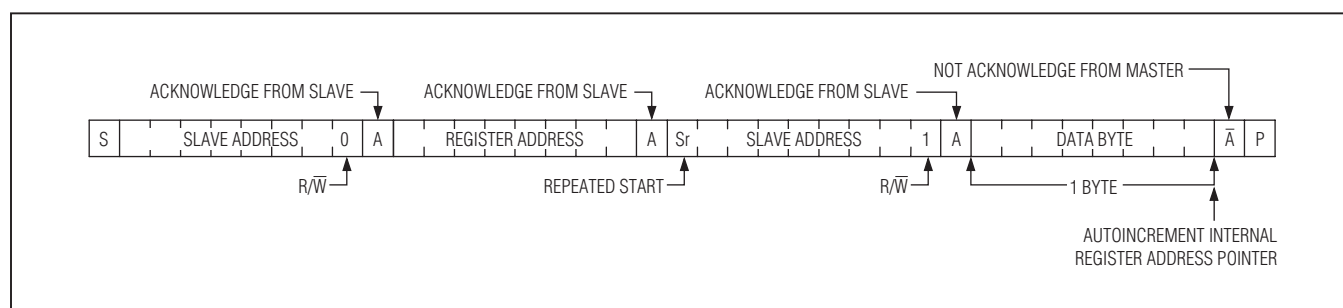 NOT ACKNOWLEDGE FROM MASTER
ACKNOWLEDGE FROM SLAVE ACKNOWLEDGE FROM SLAVE ACKNOWLEDGE FROM SLAVE
S SLAVE ADDRESS 0 A REGISTER ADDRESS A Sr SLAVE ADDRESS 1 A DATA BYTE A̅ P
R/W̅ REPEATED START R/W̅ 1 BYTE
AUTOINCREMENT INTERNAL
REGISTER ADDRESS POINTER